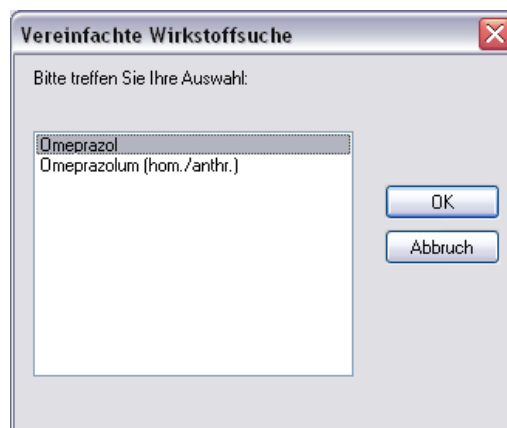 Vereinfachte Wirkstoffsuche
Bitte treffen Sie Ihre Auswahl:
Omeprazol
Omeprazolum (hom./anthr.)
OK
Abbruch